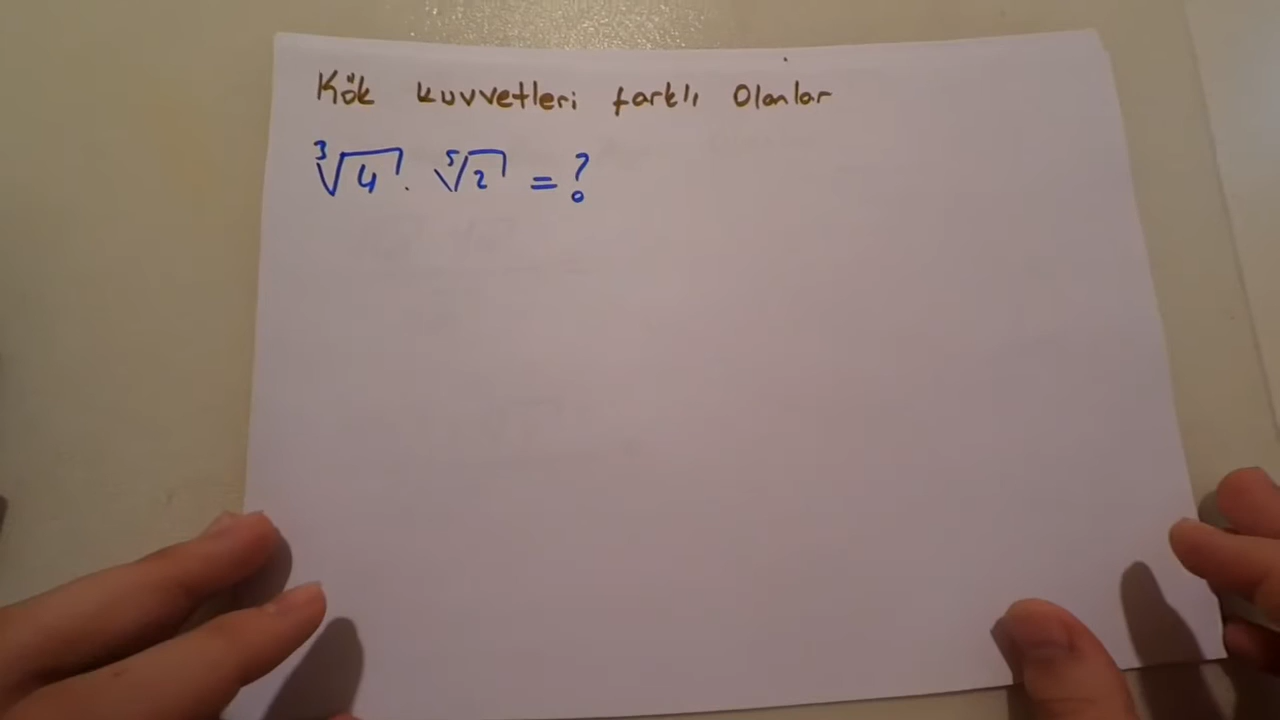 Kök kuvvetleri farklı Olanlar
∛4 . ⁵√2 = ?